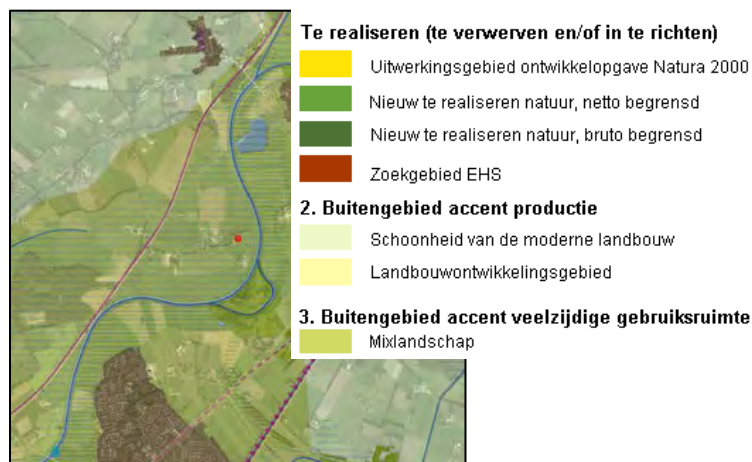 Te realiseren (te verwerven en/of in te richten)
Uitwerkingsgebied ontwikkelopgave Natura 2000
Nieuw te realiseren natuur, netto begrensd
Nieuw te realiseren natuur, bruto begrensd
Zoekgebied EHS
2. Buitengebied accent productie
Schoonheid van de moderne landbouw
Landbouwontwikkelingsgebied
3. Buitengebied accent veelzijdige gebruiksruimte
Mixlandschap